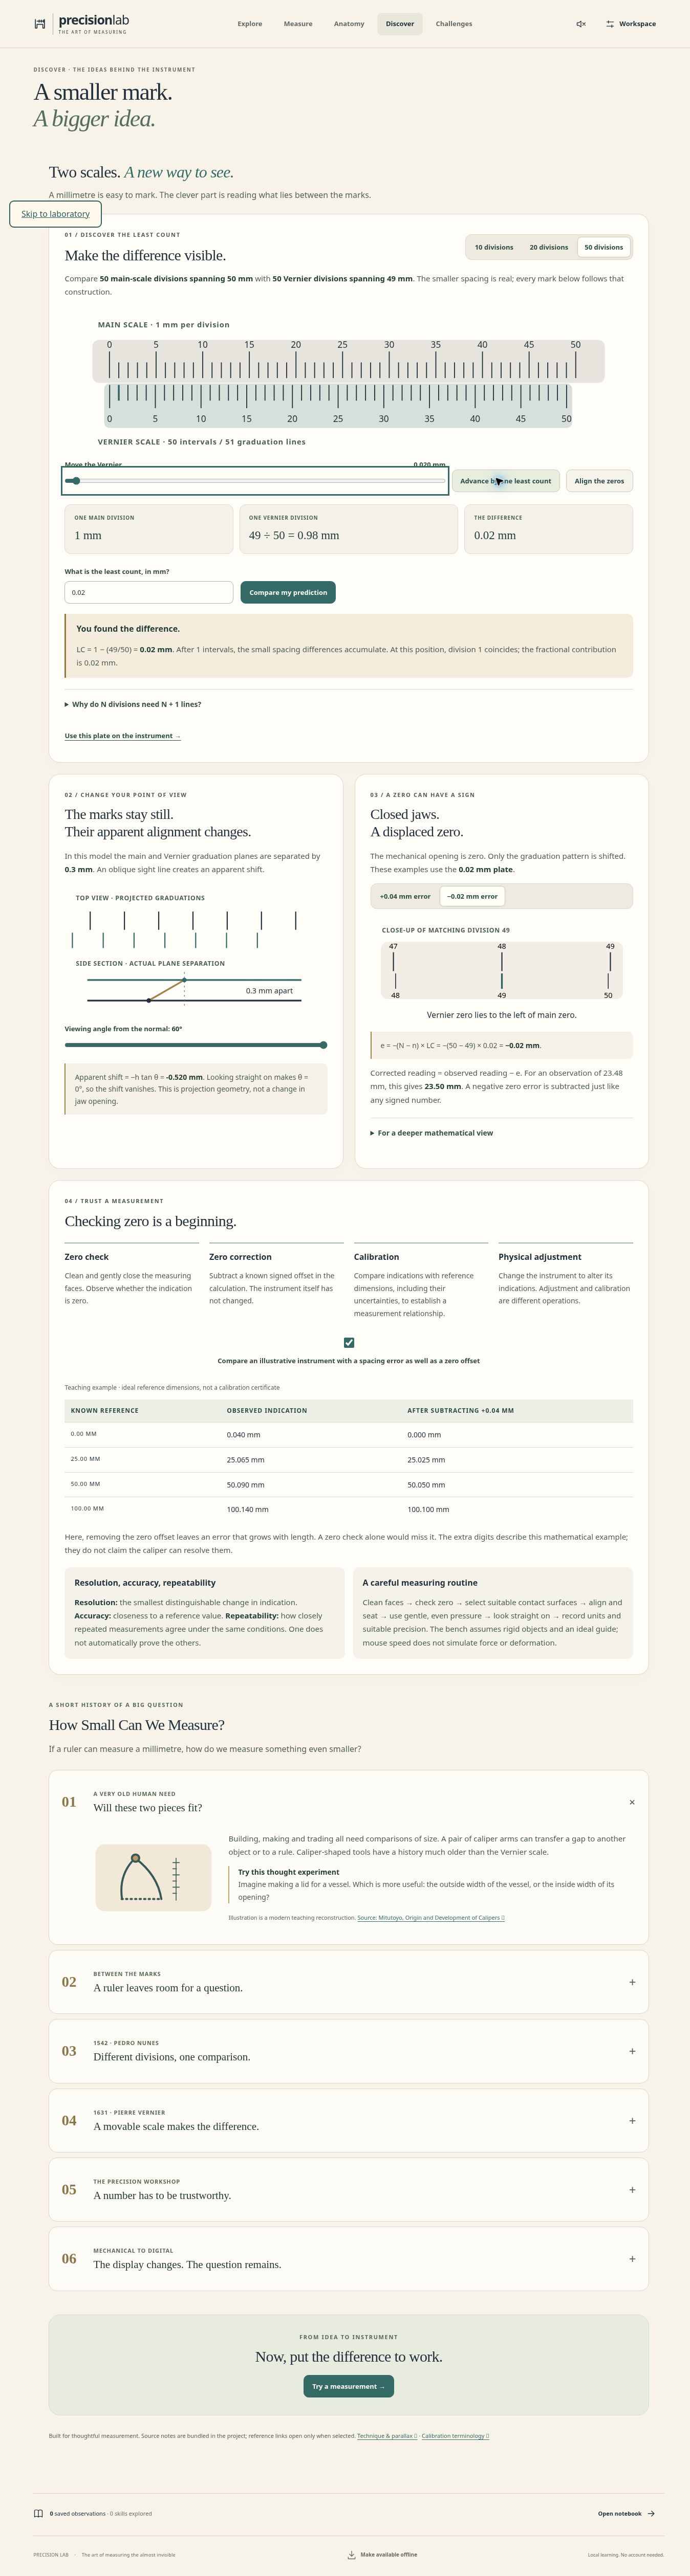 precisionlab
THE ART OF MEASURING
Explore
Measure
Anatomy
Discover
Challenges
Workspace
DISCOVER · THE IDEAS BEHIND THE INSTRUMENT
A smaller mark.
A bigger idea.
Two scales. A new way to see.
A millimetre is easy to mark. The clever part is reading what lies between the marks.
Skip to laboratory
01 / DISCOVER THE LEAST COUNT
Make the difference visible.
10 divisions
20 divisions
50 divisions
Compare 50 main-scale divisions spanning 50 mm with 50 Vernier divisions spanning 49 mm. The smaller spacing is real; every mark below follows that
construction.
MAIN SCALE · 1 mm per division
0 5 10 15 20 25 30 35 40 45 50
0 5 10 15 20 25 30 35 40 45 50
VERNIER SCALE · 50 intervals / 51 graduation lines
Move the Vernier
0.020 mm
Advance by one least count
Align the zeros
ONE MAIN DIVISION
1 mm
ONE VERNIER DIVISION
49 ÷ 50 = 0.98 mm
THE DIFFERENCE
0.02 mm
What is the least count, in mm?
0.02
Compare my prediction
You found the difference.
LC = 1 − (49/50) = 0.02 mm. After 1 intervals, the small spacing differences accumulate. At this position, division 1 coincides; the fractional contribution
is 0.02 mm.
▶ Why do N divisions need N + 1 lines?
Use this plate on the instrument →
02 / CHANGE YOUR POINT OF VIEW
The marks stay still.
Their apparent alignment changes.
In this model the main and Vernier graduation planes are separated by
0.3 mm. An oblique sight line creates an apparent shift.
TOP VIEW · PROJECTED GRADUATIONS
SIDE SECTION · ACTUAL PLANE SEPARATION
0.3 mm apart
Viewing angle from the normal: 60°
Apparent shift = −h tan θ = -0.520 mm. Looking straight on makes θ =
0°, so the shift vanishes. This is projection geometry, not a change in
jaw opening.
03 / A ZERO CAN HAVE A SIGN
Closed jaws.
A displaced zero.
The mechanical opening is zero. Only the graduation pattern is shifted.
These examples use the 0.02 mm plate.
+0.04 mm error
−0.02 mm error
CLOSE-UP OF MATCHING DIVISION 49
47 48 49
48 49 50
Vernier zero lies to the left of main zero.
e = −(N − n) × LC = −(50 − 49) × 0.02 = −0.02 mm.
Corrected reading = observed reading − e. For an observation of 23.48
mm, this gives 23.50 mm. A negative zero error is subtracted just like
any signed number.
▶ For a deeper mathematical view
04 / TRUST A MEASUREMENT
Checking zero is a beginning.
Zero check
Clean and gently close the measuring
faces. Observe whether the indication
is zero.
Zero correction
Subtract a known signed offset in the
calculation. The instrument itself has
not changed.
Calibration
Compare indications with reference
dimensions, including their
uncertainties, to establish a
measurement relationship.
Physical adjustment
Change the instrument to alter its
indications. Adjustment and calibration
are different operations.
Compare an illustrative instrument with a spacing error as well as a zero offset
Teaching example · ideal reference dimensions, not a calibration certificate
KNOWN REFERENCE OBSERVED INDICATION AFTER SUBTRACTING +0.04 MM
0.00 MM 0.040 mm 0.000 mm
25.00 MM 25.065 mm 25.025 mm
50.00 MM 50.090 mm 50.050 mm
100.00 MM 100.140 mm 100.100 mm
Here, removing the zero offset leaves an error that grows with length. A zero check alone would miss it. The extra digits describe this mathematical example;
they do not claim the caliper can resolve them.
Resolution, accuracy, repeatability
Resolution: the smallest distinguishable change in indication.
Accuracy: closeness to a reference value. Repeatability: how closely
repeated measurements agree under the same conditions. One does
not automatically prove the others.
A careful measuring routine
Clean faces → check zero → select suitable contact surfaces → align and
seat → use gentle, even pressure → look straight on → record units and
suitable precision. The bench assumes rigid objects and an ideal guide;
mouse speed does not simulate force or deformation.
A SHORT HISTORY OF A BIG QUESTION
How Small Can We Measure?
If a ruler can measure a millimetre, how do we measure something even smaller?
01
A VERY OLD HUMAN NEED
Will these two pieces fit?
×
Building, making and trading all need comparisons of size. A pair of caliper arms can transfer a gap to another
object or to a rule. Caliper-shaped tools have a history much older than the Vernier scale.
Try this thought experiment
Imagine making a lid for a vessel. Which is more useful: the outside width of the vessel, or the inside width of its
opening?
Illustration is a modern teaching reconstruction. Source: Mitutoyo, Origin and Development of Calipers
02
BETWEEN THE MARKS
A ruler leaves room for a question.
+
03
1542 · PEDRO NUNES
Different divisions, one comparison.
+
04
1631 · PIERRE VERNIER
A movable scale makes the difference.
+
05
THE PRECISION WORKSHOP
A number has to be trustworthy.
+
06
MECHANICAL TO DIGITAL
The display changes. The question remains.
+
FROM IDEA TO INSTRUMENT
Now, put the difference to work.
Try a measurement →
Built for thoughtful measurement. Source notes are bundled in the project; reference links open only when selected. Technique & parallax · Calibration terminology
0 saved observations · 0 skills explored
Open notebook →
PRECISION LAB · The art of measuring the almost invisible
Make available offline
Local learning. No account needed.